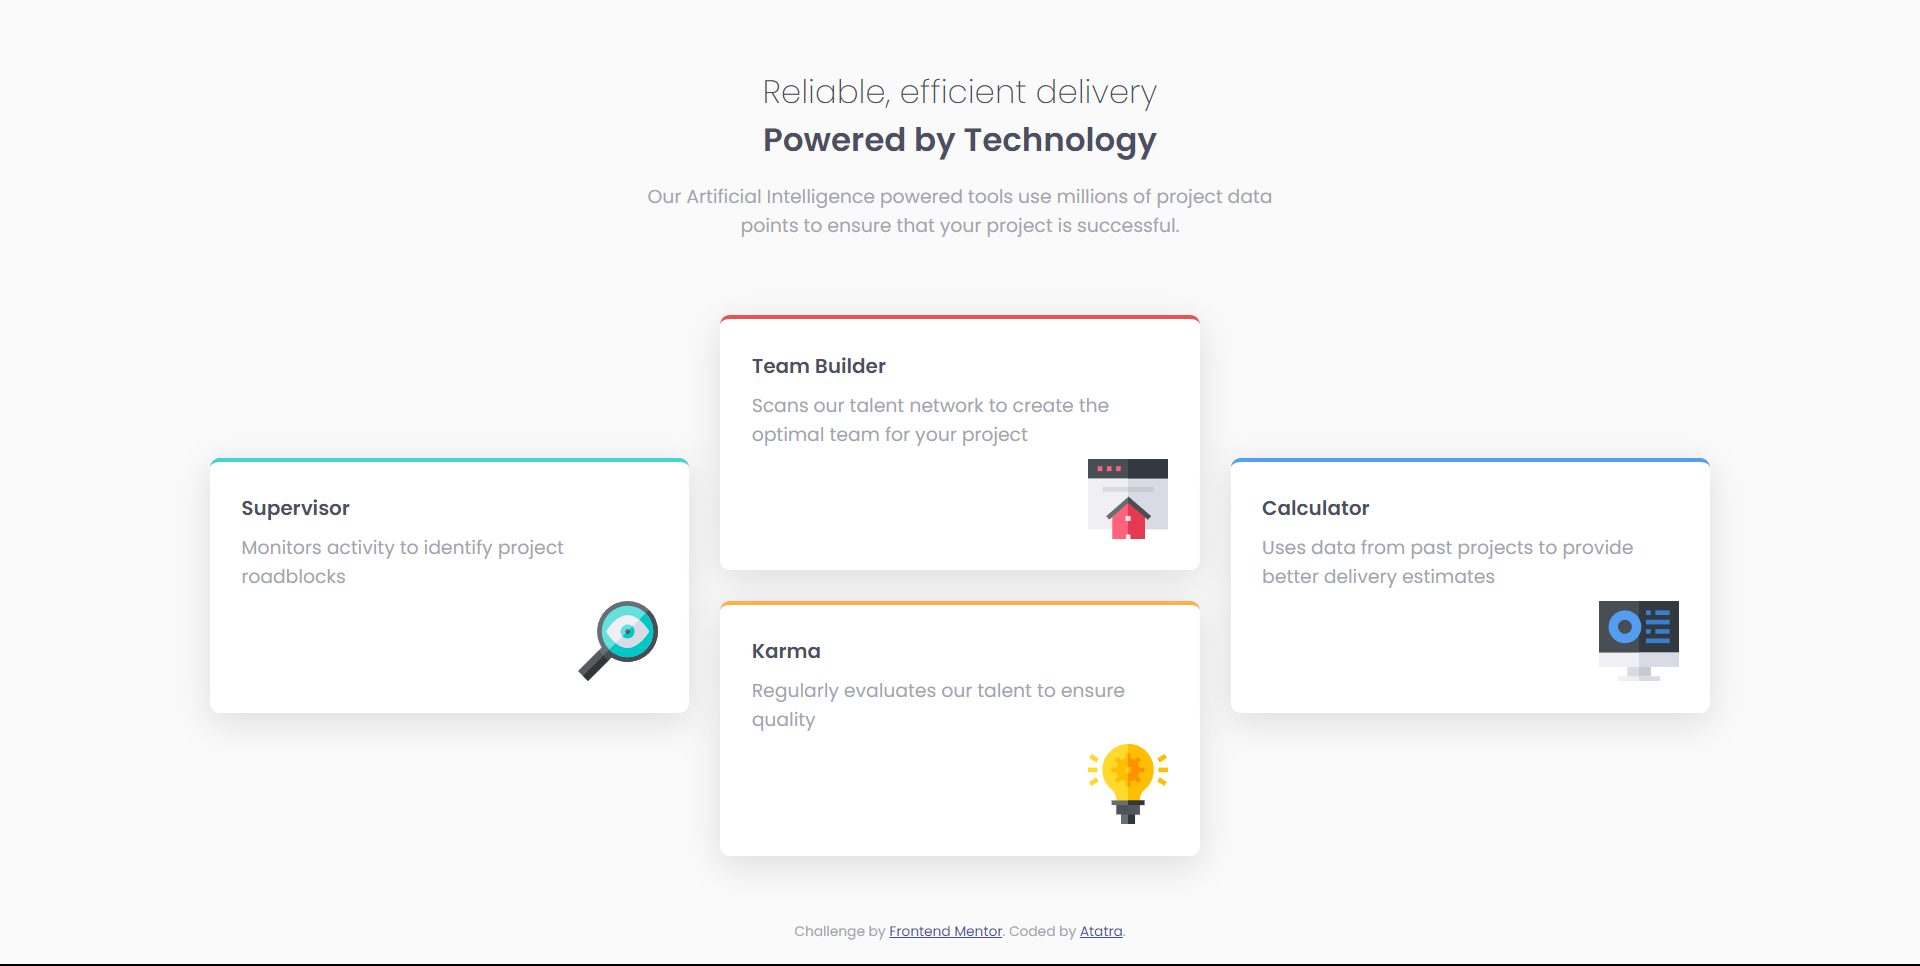 Reliable, efficient delivery
Powered by Technology
Our Artificial Intelligence powered tools use millions of project data
points to ensure that your project is successful.
Supervisor
Monitors activity to identify project
roadblocks
Team Builder
Scans our talent network to create the
optimal team for your project
Karma
Regularly evaluates our talent to ensure
quality
Calculator
Uses data from past projects to provide
better delivery estimates
Challenge by Frontend Mentor. Coded by Atatra.